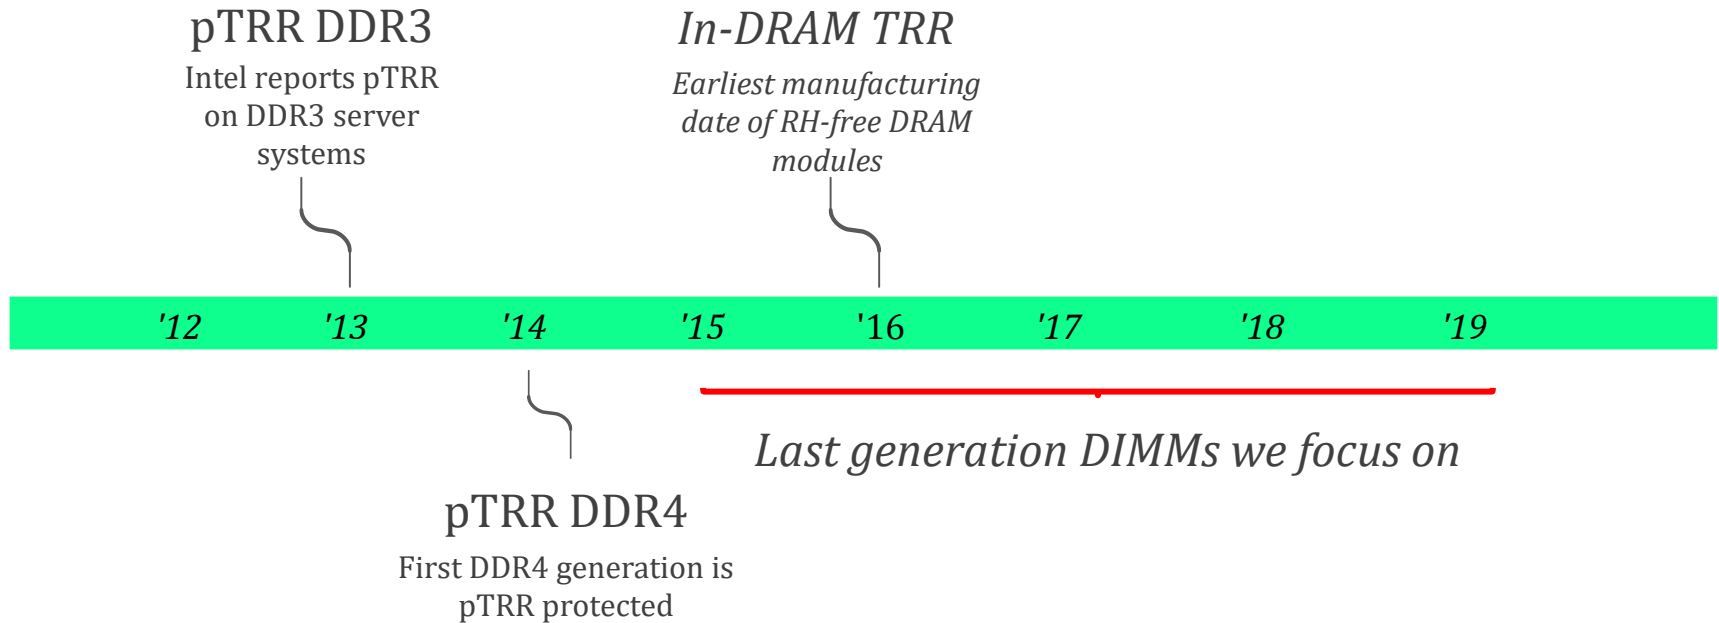 pTRR DDR3
Intel reports pTRR
on DDR3 server
systems
In-DRAM TRR
Earliest manufacturing
date of RH-free DRAM
modules
'12 '13 '14 '15 '16 '17 '18 '19
Last generation DIMMs we focus on
pTRR DDR4
First DDR4 generation is
pTRR protected